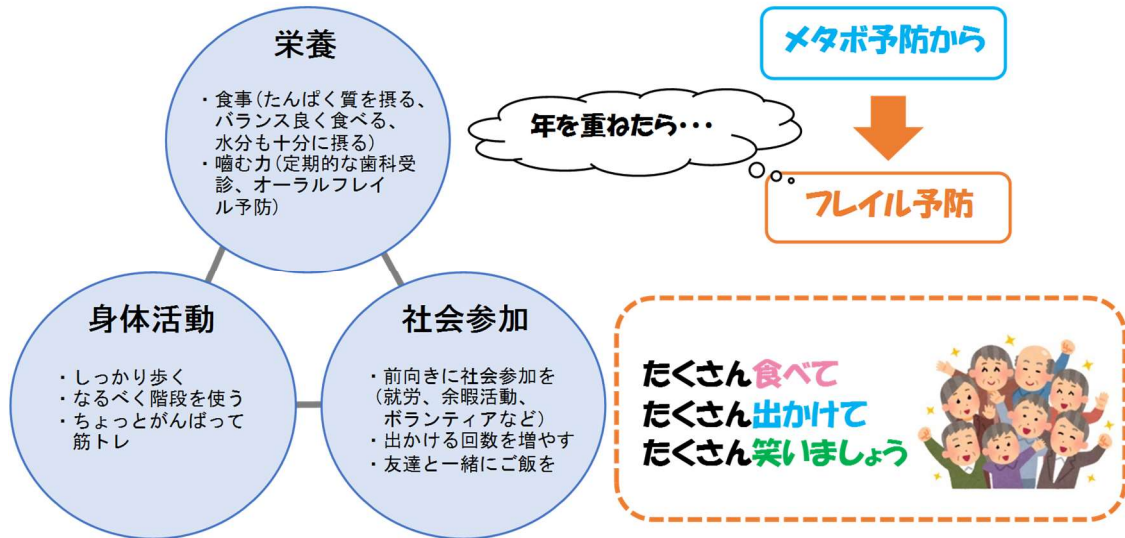 栄養
・食事(たんぱく質を摂る、
バランス良く食べる、
水分も十分に摂る)
・噛む力(定期的な歯科受
診、オーラルフレイ
ル予防)
身体活動
・しっかり歩く
・なるべく階段を使う
・ちょっとがんばって
筋トレ
社会参加
・前向きに社会参加を
(就労、余暇活動、
ボランティアなど)
・出かける回数を増やす
・友達と一緒にご飯を
メタボ予防から
年を重ねたら・・・
フレイル予防
たくさん食べて
たくさん出かけて
たくさん笑いましょう